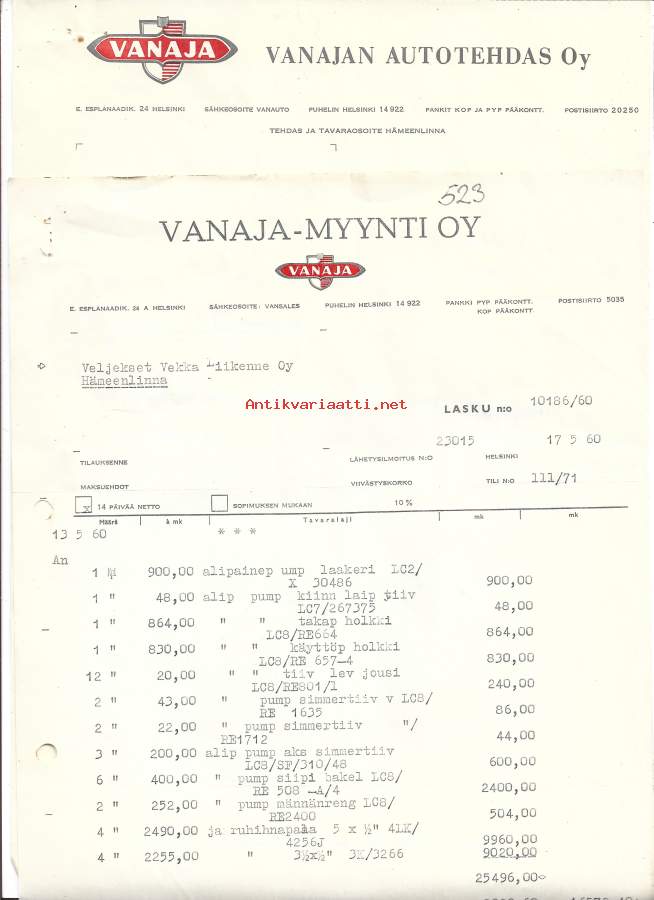 VANAJA
VANAJAN AUTOTEHDAS Oy
E. ESPLANAADIK. 24 HELSINKI SÄHKEOSOITE VANAUTO PUHELIN HELSINKI 14 922 PANKIT KOP JA PYP PÄÄKONTT. POSTISIIRTO 20250
TEHDAS JA TAVARAOSOITE HÄMEENLINNA
523
VANAJA-MYYNTI OY
VANAJA
E. ESPLANAADIK. 24 A HELSINKI SÄHKEOSOITE: VANSALES PUHELIN HELSINKI 14 922 PANKKI PYP PÄÄKONTT. POSTISIIRTO 5035
KOP PÄÄKONTT.
Veljekset Vekka Liikenne Oy
Hämeenlinna
Antikvariaatti.net
LASKU n:o 10186/60
23015 17 5 60
TILAUKSENNE LÄHETYSILMOITUS N:O HELSINKI
MAKSUEHDOT VIIVÄSTYSKORKO TILI N:O 111/71
x 14 PÄIVÄÄ NETTO SOPIMUKSEN MUKAAN 10 %
Määrä à mk Tavaralaji mk mk
13 5 60 * * *
An
1 900,00 alipainep ump laakeri LC2/
X 30486 900,00
1 " 48,00 alip pump kiinn laip tiiv
LC7/267375 48,00
1 " 864,00 " " takap holkki
LC8/RE664 864,00
1 " 830,00 " " käyttöp holkki
LC8/RE 657-4 830,00
12 " 20,00 " " tiiv lev jousi
LC8/RE801/1 240,00
2 " 43,00 " pump simmertiiv v LC8/
RE 1635 86,00
2 " 22,00 " pump simmertiiv "/
RE1712 44,00
3 " 200,00 alip pump aks simmertiiv
LC8/SF/310/48 600,00
6 " 400,00 " pump siipi bakel LC8/
RE 508 -A/4 2400,00
2 " 252,00 " pump männänreng LC8/
RE2400 504,00
4 " 2490,00 ja ruhihnapala 5 x ½" 4LK/
4256J 9960,00
4 " 2255,00 " 3½x½" 3K/3266 9020,00
25496,00